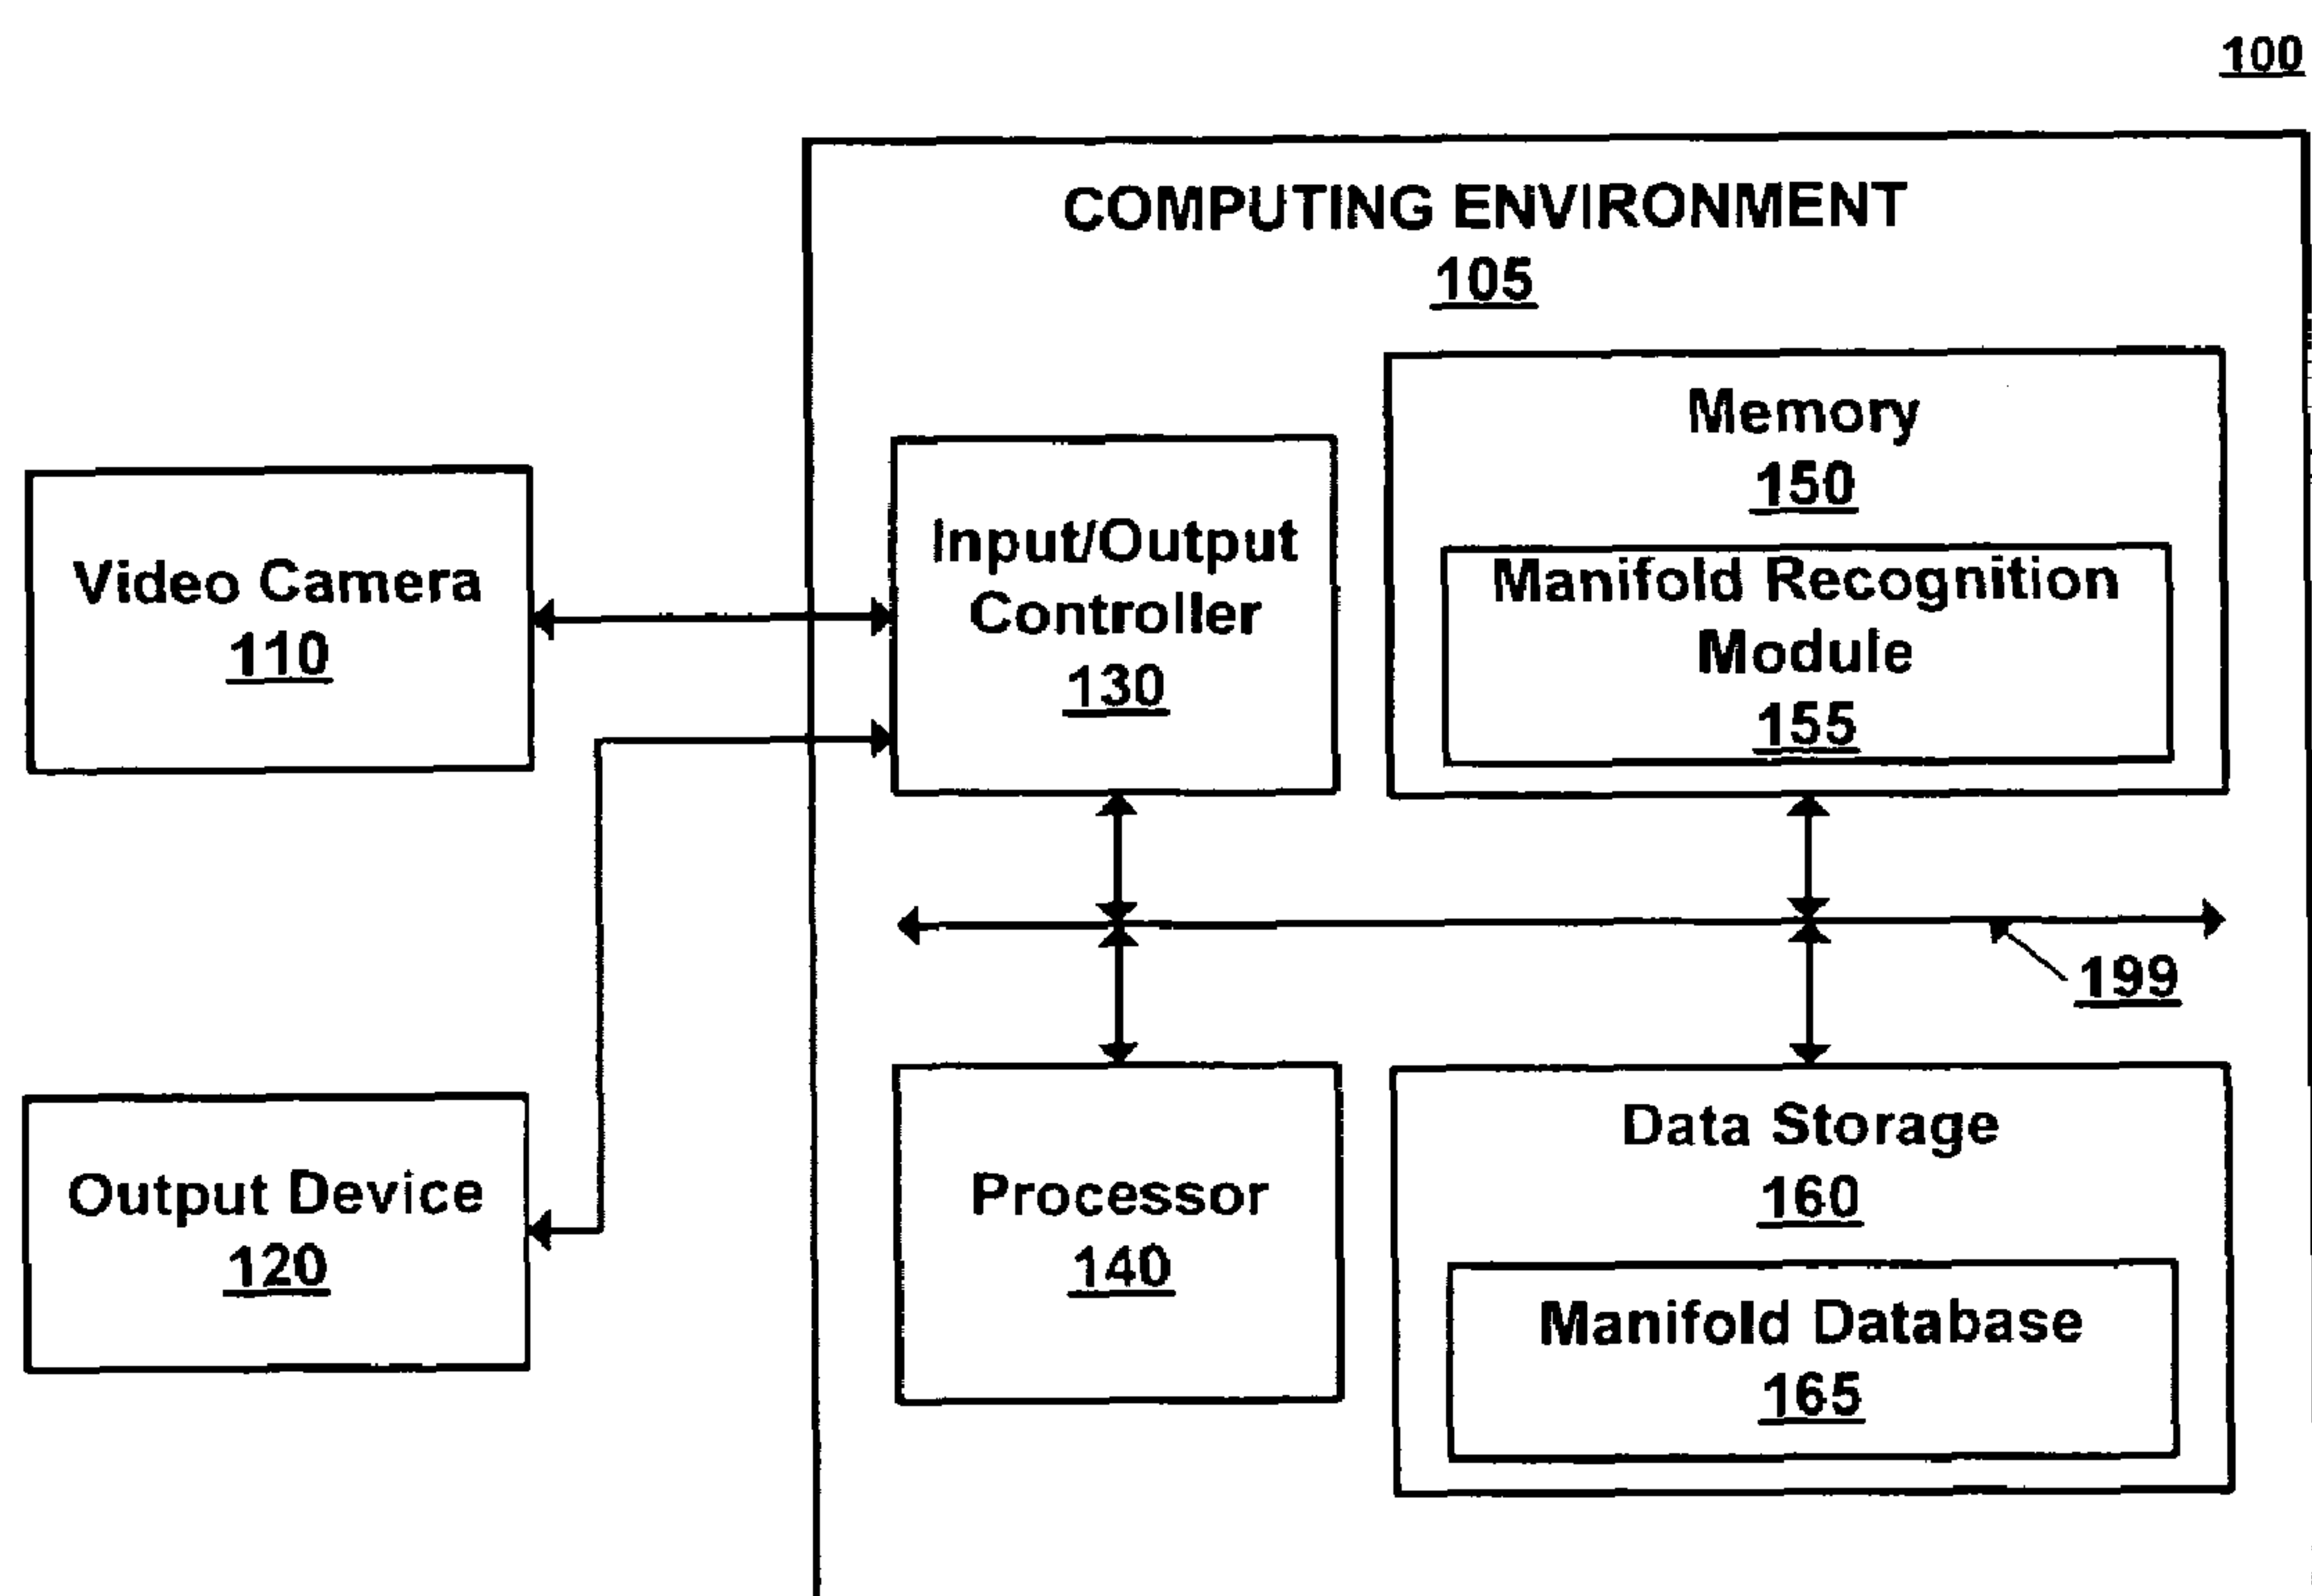 100
COMPUTING ENVIRONMENT
105
Memory
150
Manifold Recognition
Module
155
Input/Output
Controller
130
Video Camera
110
199
Output Device
120
Processor
140
Data Storage
160
Manifold Database
165